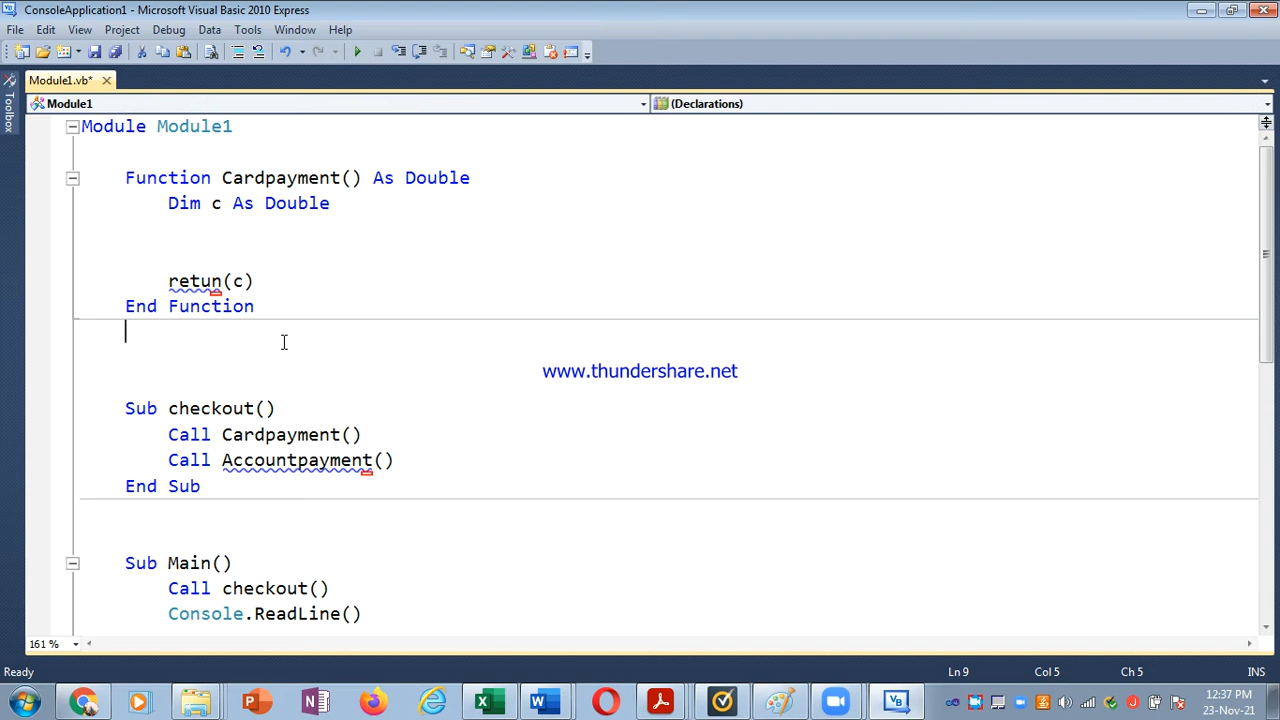 ConsoleApplication1 - Microsoft Visual Basic 2010 Express
File Edit View Project Debug Data Tools Window Help
Module1.vb*
Toolbox
Module1 (Declarations)
Module Module1
Function Cardpayment() As Double
Dim c As Double
retun(c)
End Function
www.thundershare.net
Sub checkout()
Call Cardpayment()
Call Accountpayment()
End Sub
Sub Main()
Call checkout()
Console.ReadLine()
161 %
Ready Ln 9 Col 5 Ch 5 INS
12:37 PM
23-Nov-21